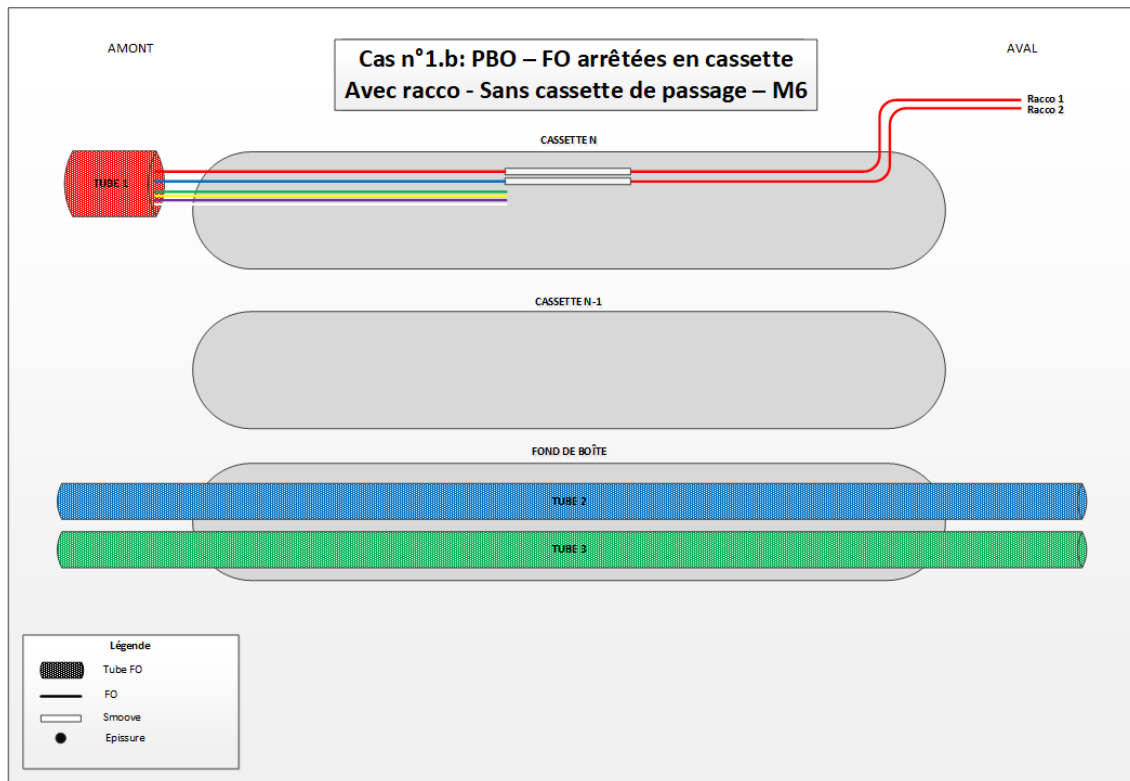 AMONT
Cas n°1.b: PBO – FO arrêtées en cassette
Avec racco - Sans cassette de passage – M6
AVAL
Racco 1
Racco 2
CASSETTE N
TUBE 1
CASSETTE N-1
FOND DE BOÎTE
TUBE 2
TUBE 3
Légende
Tube FO
FO
Smoove
Epissure